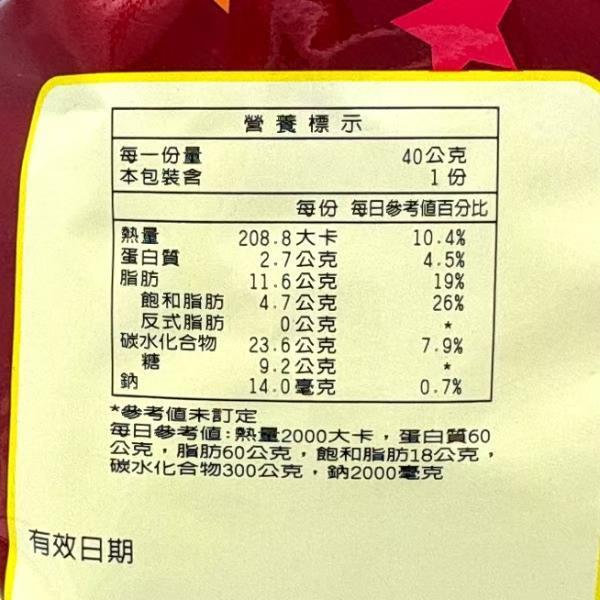 營養標示
每一份量 40公克
本包裝含 1份
每份 每日參考值百分比
熱量 208.8大卡 10.4%
蛋白質 2.7公克 4.5%
脂肪 11.6公克 19%
飽和脂肪 4.7公克 26%
反式脂肪 0公克 *
碳水化合物 23.6公克 7.9%
糖 9.2公克 *
鈉 14.0毫克 0.7%
*參考值未訂定
每日參考值:熱量2000大卡，蛋白質60
公克，脂肪60公克，飽和脂肪18公克，
碳水化合物300公克，鈉2000毫克
有效日期